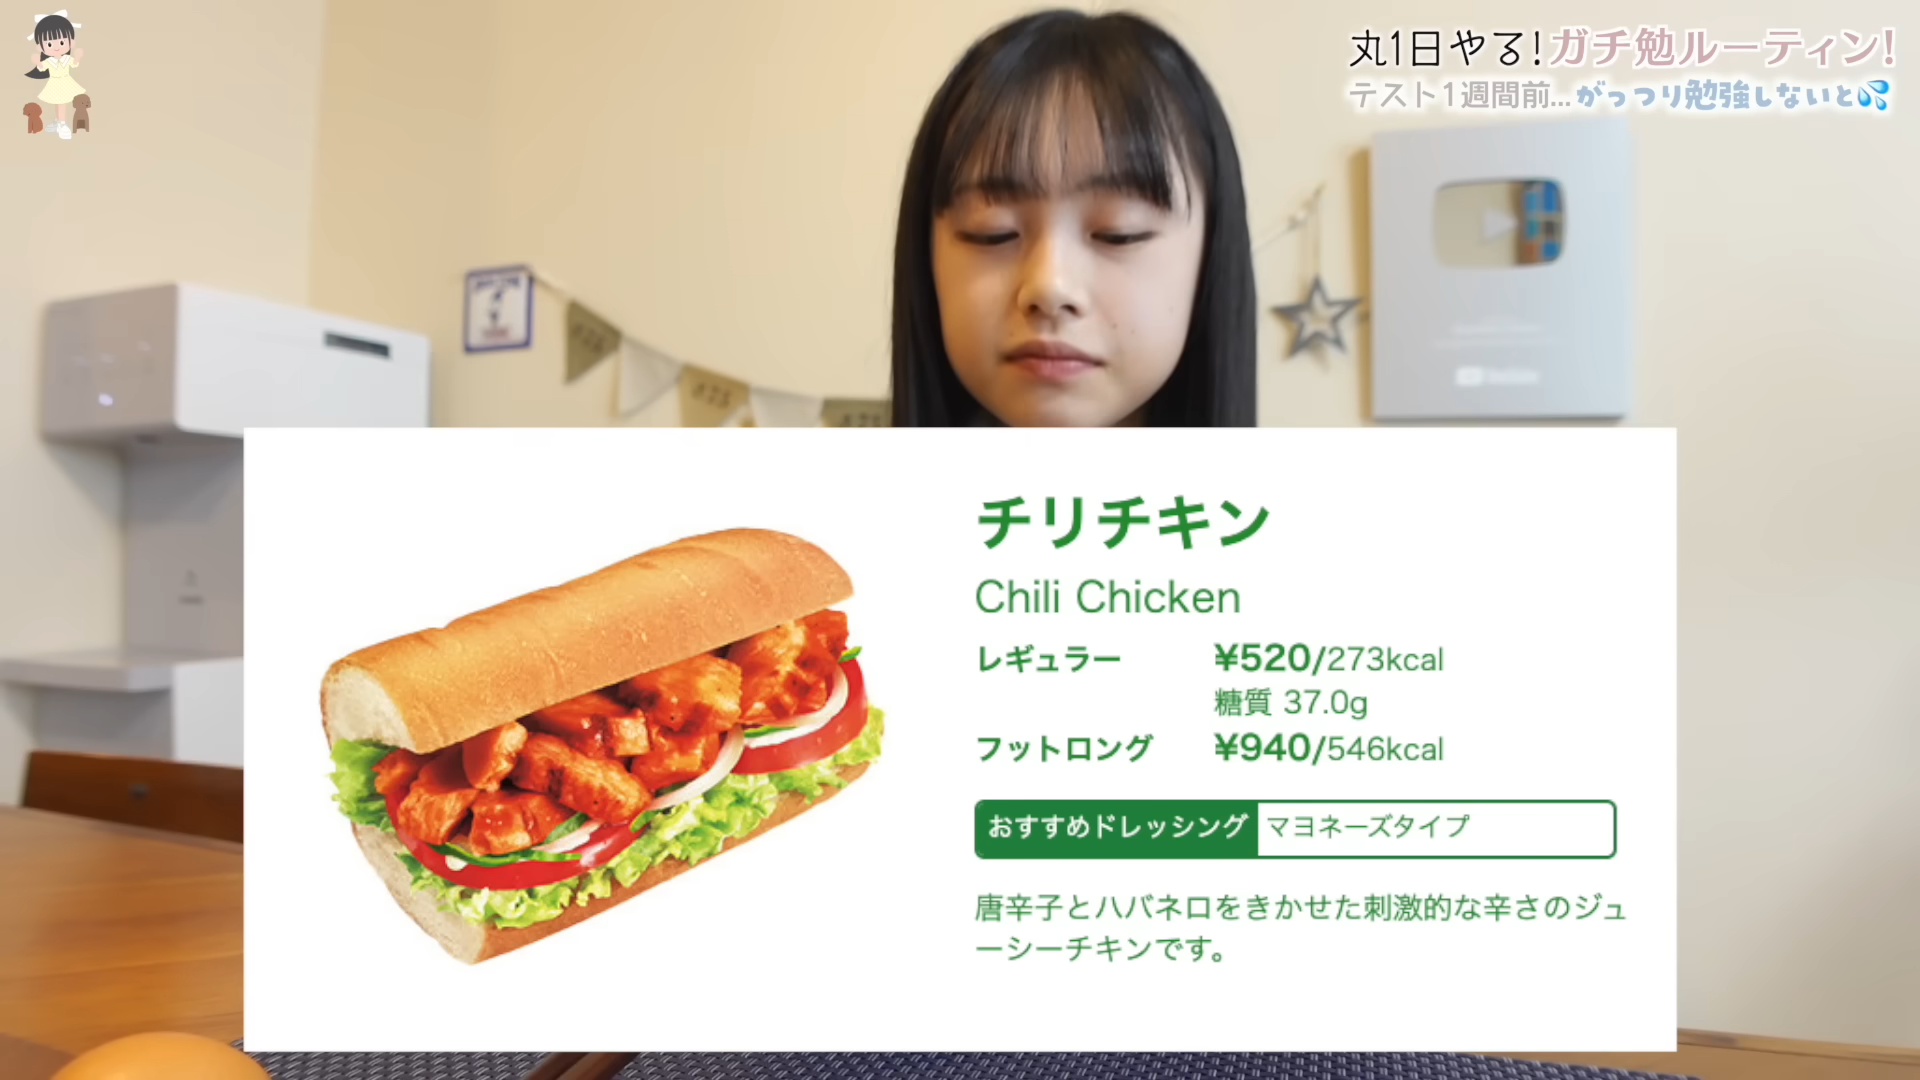 丸1日やる!ガチ勉ルーティン!
テスト1週間前...がっつり勉強しないと💦
チリチキン
Chili Chicken
レギュラー ¥520/273kcal
糖質 37.0g
フットロング ¥940/546kcal
おすすめドレッシング マヨネーズタイプ
唐辛子とハバネロをきかせた刺激的な辛さのジュ
ーシーチキンです。